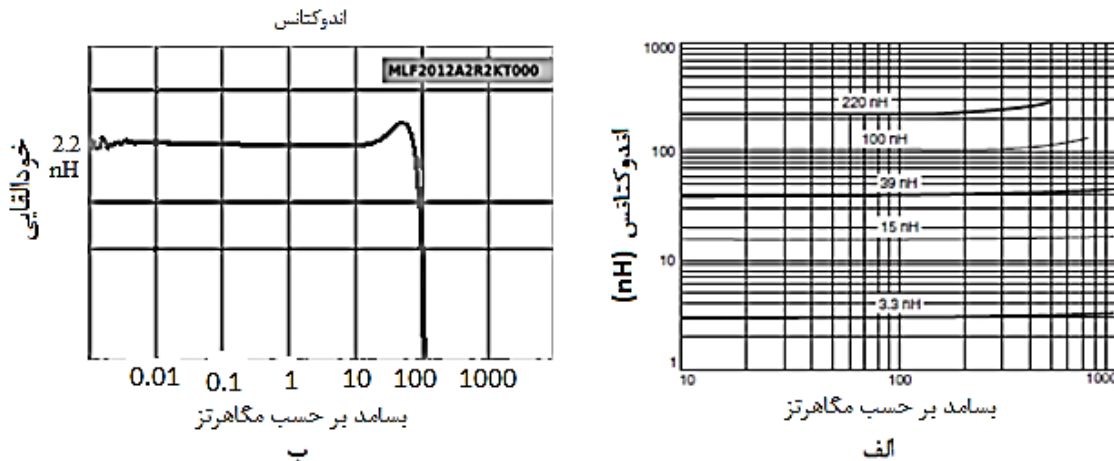 اندوکتانس
MLF2012A2R2KT000
2.2
nH
خودالقایی
0.01 0.1 1 10 100 1000
بسامد بر حسب مگاهرتز
ب
1000
100
10
1
220 nH
100 nH
39 nH
15 nH
3.3 nH
اندوکتانس (nH)
10 100 1000
بسامد بر حسب مگاهرتز
الف